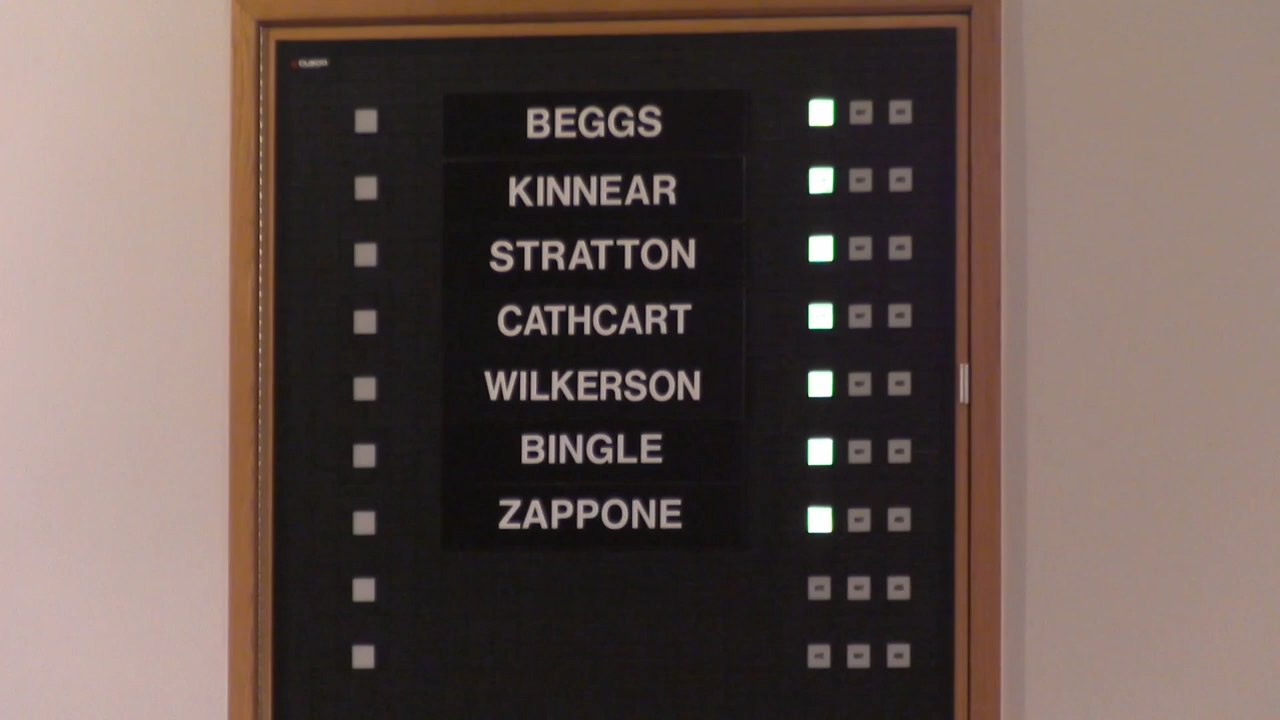 BEGGS
KINNEAR
STRATTON
CATHCART
WILKERSON
BINGLE
ZAPPONE